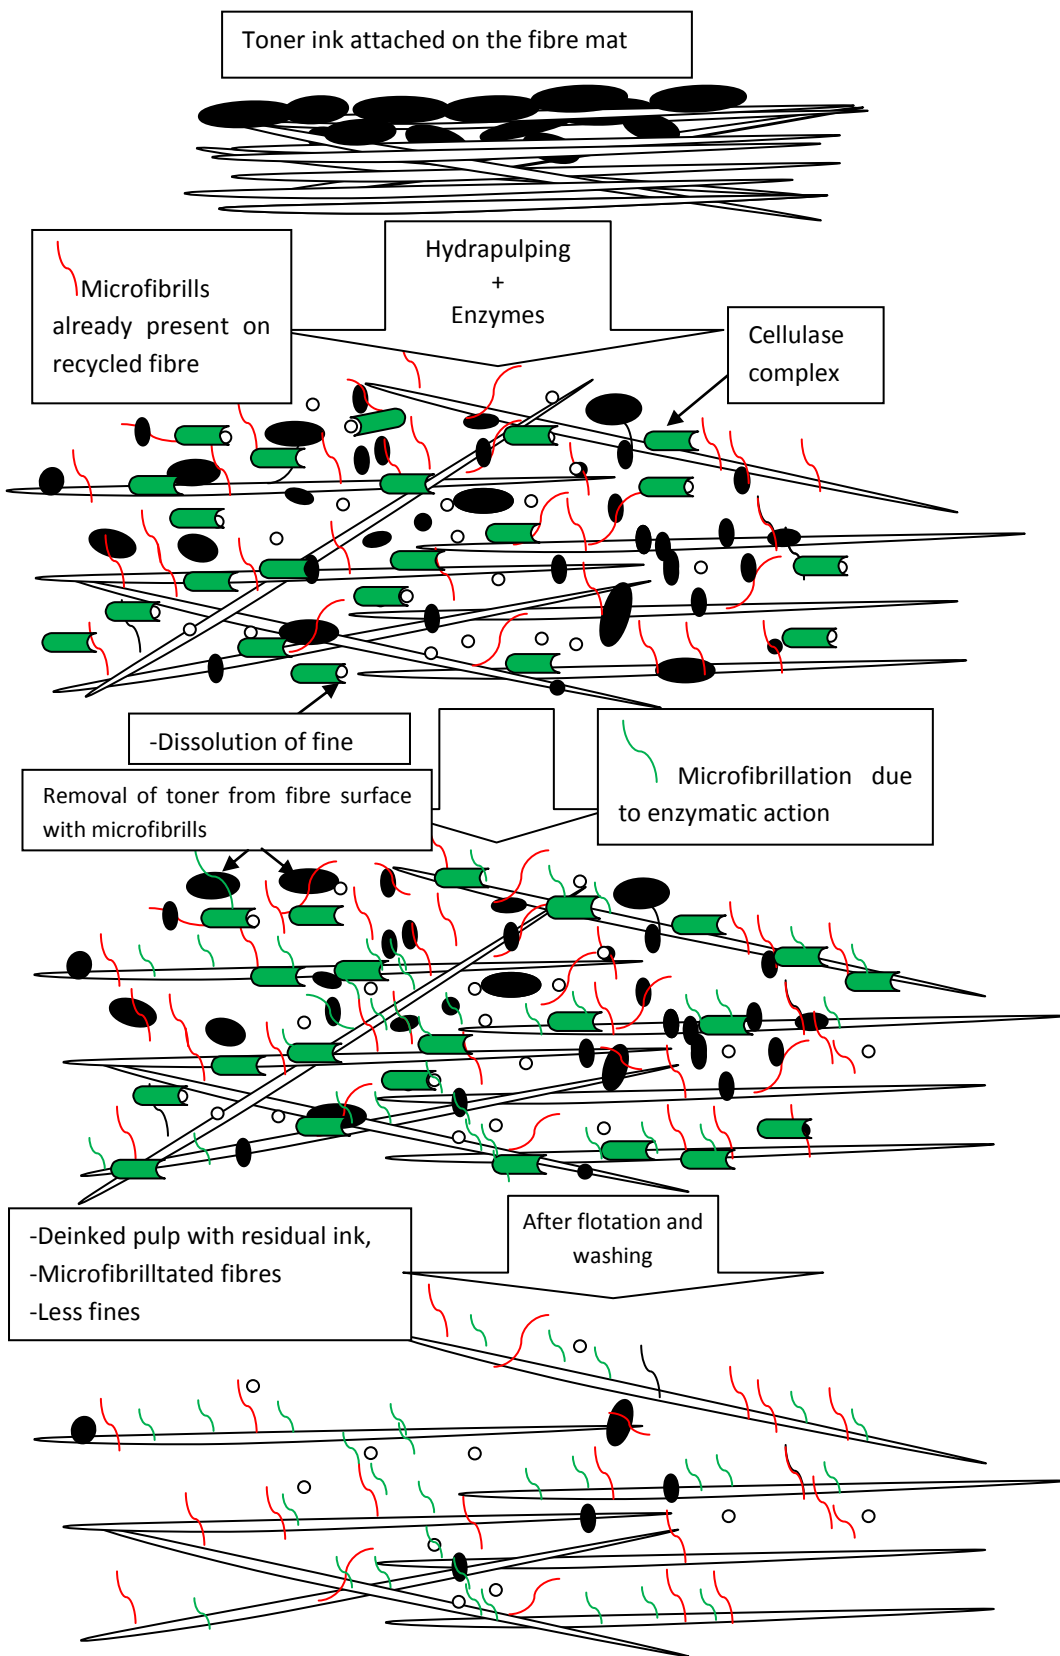 Toner ink attached on the fibre mat
Hydrapulping
+
Enzymes
Microfibrills
already present on
recycled fibre
Cellulase
complex
-Dissolution of fine
Microfibrillation due
to enzymatic action
Removal of toner from fibre surface
with microfibrills
After flotation and
washing
-Deinked pulp with residual ink,
-Microfibrilltated fibres
-Less fines